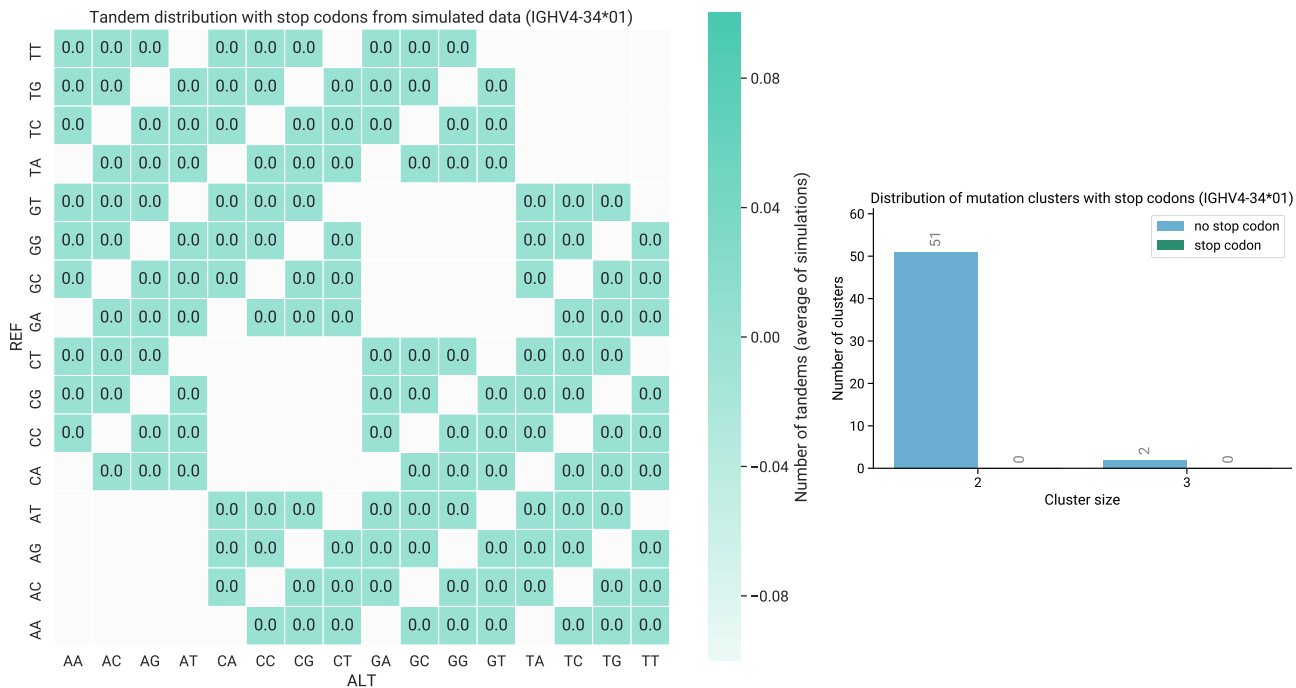 Tandem distribution with stop codons from simulated data (IGHV4-34*01)
TT 0.0 0.0 0.0 0.0 0.0 0.0 0.0 0.0 0.0
TG 0.0 0.0 0.0 0.0 0.0 0.0 0.0 0.0 0.0
TC 0.0 0.0 0.0 0.0 0.0 0.0 0.0 0.0 0.0
TA 0.0 0.0 0.0 0.0 0.0 0.0 0.0 0.0 0.0
GT 0.0 0.0 0.0 0.0 0.0 0.0 0.0 0.0 0.0
GG 0.0 0.0 0.0 0.0 0.0 0.0 0.0 0.0 0.0
GC 0.0 0.0 0.0 0.0 0.0 0.0 0.0 0.0 0.0
GA 0.0 0.0 0.0 0.0 0.0 0.0 0.0 0.0 0.0
CT 0.0 0.0 0.0 0.0 0.0 0.0 0.0 0.0 0.0
CG 0.0 0.0 0.0 0.0 0.0 0.0 0.0 0.0 0.0
CC 0.0 0.0 0.0 0.0 0.0 0.0 0.0 0.0 0.0
CA 0.0 0.0 0.0 0.0 0.0 0.0 0.0 0.0 0.0
AT 0.0 0.0 0.0 0.0 0.0 0.0 0.0 0.0 0.0
AG 0.0 0.0 0.0 0.0 0.0 0.0 0.0 0.0 0.0
AC 0.0 0.0 0.0 0.0 0.0 0.0 0.0 0.0 0.0
AA 0.0 0.0 0.0 0.0 0.0 0.0 0.0 0.0 0.0
AA AC AG AT CA CC CG CT GA GC GG GT TA TC TG TT
ALT
REF
0.08
0.04
0.00
−0.04
−0.08
Number of tandems (average of simulations)
Distribution of mutation clusters with stop codons (IGHV4-34*01)
no stop codon
stop codon
60
50
40
30
20
10
0
Number of clusters
51
0
2
0
2 3
Cluster size